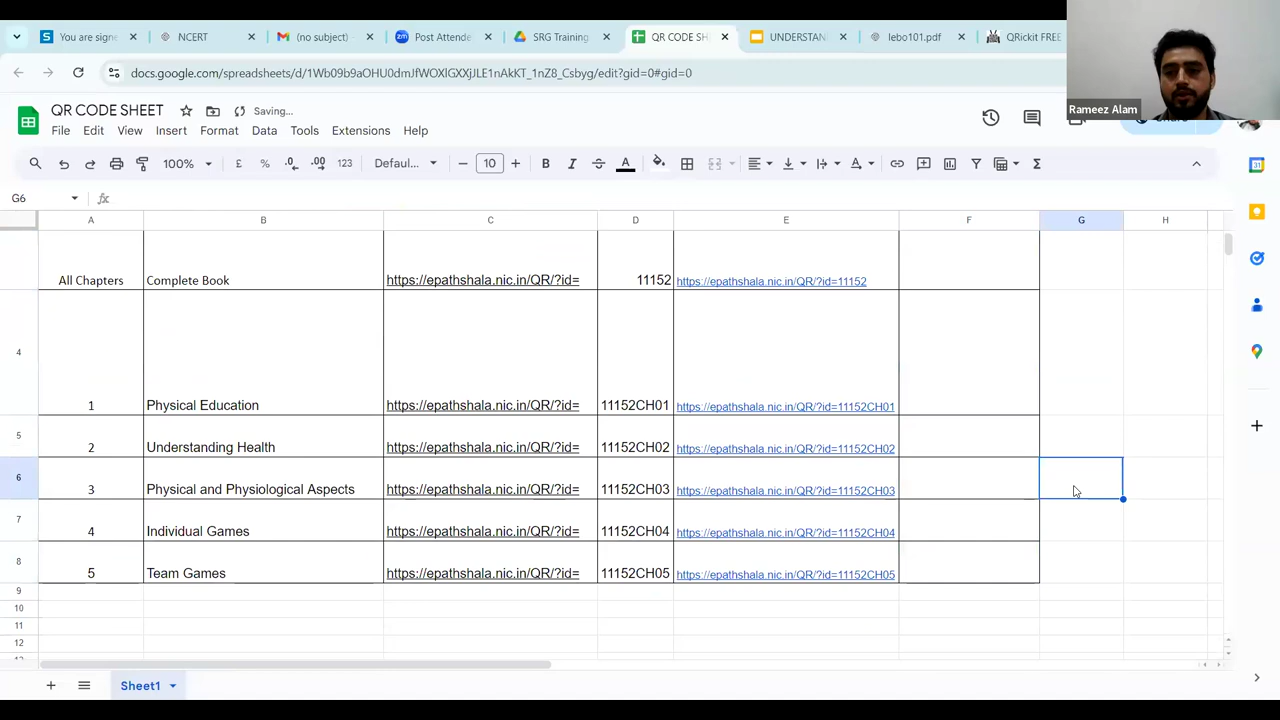 You are signe
NCERT
(no subject) -
Post Attende
SRG Training
QR CODE SH
UNDERSTAN
lebo101.pdf
QRickit FREE
docs.google.com/spreadsheets/d/1Wb09b9aOHU0dmJfWOXlGXXjJLE1nAkKT_1nZ8_Csbyg/edit?gid=0#gid=0
Rameez Alam
QR CODE SHEET
Saving...
File Edit View Insert Format Data Tools Extensions Help
100% £ % .0 .00 123 Defaul... 10 B I S A
G6 fx
A B C D E F G H
All Chapters Complete Book https://epathshala.nic.in/QR/?id= 11152 https://epathshala.nic.in/QR/?id=11152
4 1 Physical Education https://epathshala.nic.in/QR/?id= 11152CH01 https://epathshala.nic.in/QR/?id=11152CH01
5 2 Understanding Health https://epathshala.nic.in/QR/?id= 11152CH02 https://epathshala.nic.in/QR/?id=11152CH02
6 3 Physical and Physiological Aspects https://epathshala.nic.in/QR/?id= 11152CH03 https://epathshala.nic.in/QR/?id=11152CH03
7 4 Individual Games https://epathshala.nic.in/QR/?id= 11152CH04 https://epathshala.nic.in/QR/?id=11152CH04
8 5 Team Games https://epathshala.nic.in/QR/?id= 11152CH05 https://epathshala.nic.in/QR/?id=11152CH05
9
10
11
12
Sheet1